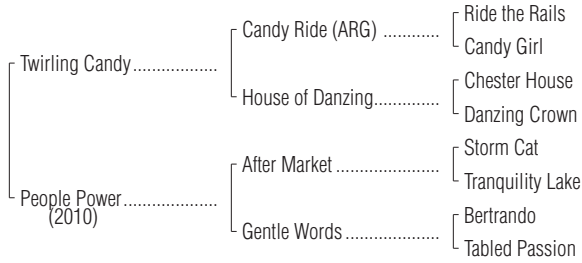 Ride the Rails
Candy Ride (ARG) ............
Candy Girl
Twirling Candy..................
Chester House
House of Danzing..............
Danzing Crown
Storm Cat
After Market ......................
Tranquility Lake
People Power....................
(2010)
Bertrando
Gentle Words ....................
Tabled Passion